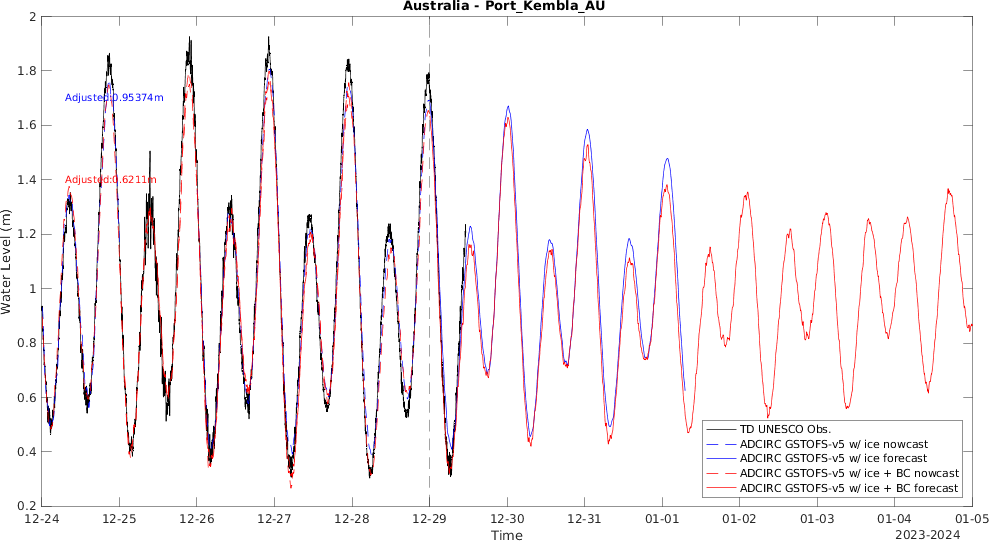 Australia - Port_Kembla_AU
2
1.8
1.6
1.4
1.2
1
0.8
0.6
0.4
0.2
Water Level (m)
Adjusted:0.95374m
Adjusted:0.6211m
TD UNESCO Obs.
ADCIRC GSTOFS-v5 w/ ice nowcast
ADCIRC GSTOFS-v5 w/ ice forecast
ADCIRC GSTOFS-v5 w/ ice + BC nowcast
ADCIRC GSTOFS-v5 w/ ice + BC forecast
12-24 12-25 12-26 12-27 12-28 12-29 12-30 12-31 01-01 01-02 01-03 01-04 01-05
Time
2023-2024